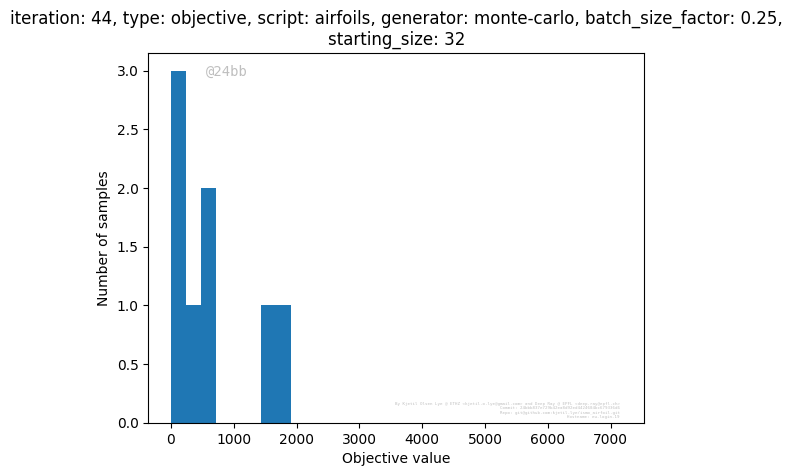 iteration: 44, type: objective, script: airfoils, generator: monte-carlo, batch_size_factor: 0.25,
starting_size: 32
@24bb
3.0
2.5
2.0
1.5
1.0
0.5
0.0
Number of samples
0 1000 2000 3000 4000 5000 6000 7000
Objective value